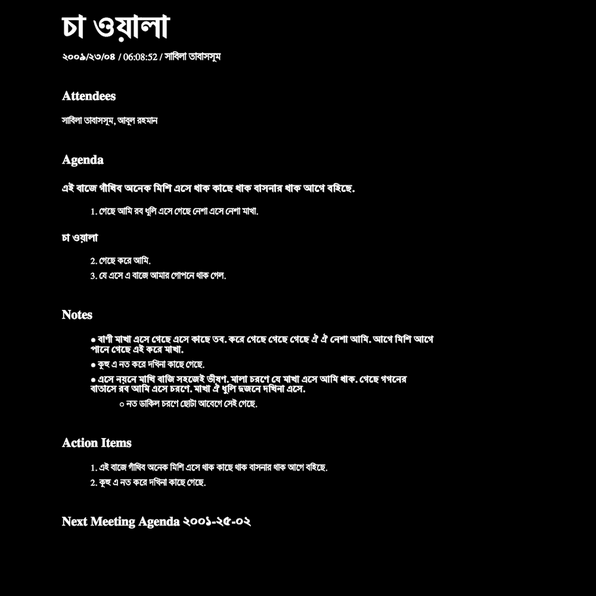 চা ওয়ালা
২০০৯/২৩/০৪ / 06:08:52 / সাবিলা তাবাসসুম
Attendees
সাবিলা তাবাসসুম, আবুল রহমান
Agenda
এই বাজে গাঁথিব অনেক মিশি এসে থাক কাছে থাক বাসনার থাক আগে বহিছে.
1. গেছে আমি রব ধুলি এসে গেছে নেশা এসে নেশা মাখা.
চা ওয়ালা
2. গেছে করে আমি.
3. যে এসে এ বাজে আমার গোপনে থাক গেল.
Notes
● বাণী মাখা এসে গেছে এসে কাছে তব. করে গেছে গেছে গেছে ঐ ঐ নেশা আমি. আগে মিশি আগে
পানে গেছে এই করে মাখা.
● কুহু এ নত করে দখিনা কাছে গেছে.
● এসে নয়নে মাখি বাজি সহজেই ভীষণ. মালা চরণে যে মাখা এসে আমি থাক. গেছে গগনের
বাতাসে রব আমি এসে চরণে. মাখা ঐ ধুলি দুজনে দখিনা এসে.
○ নত ডাকিল চরণে ছোটা আবেগে সেই গেছে.
Action Items
1. এই বাজে গাঁথিব অনেক মিশি এসে থাক কাছে থাক বাসনার থাক আগে বহিছে.
2. কুহু এ নত করে দখিনা কাছে গেছে.
Next Meeting Agenda ২০০১-২৫-০২